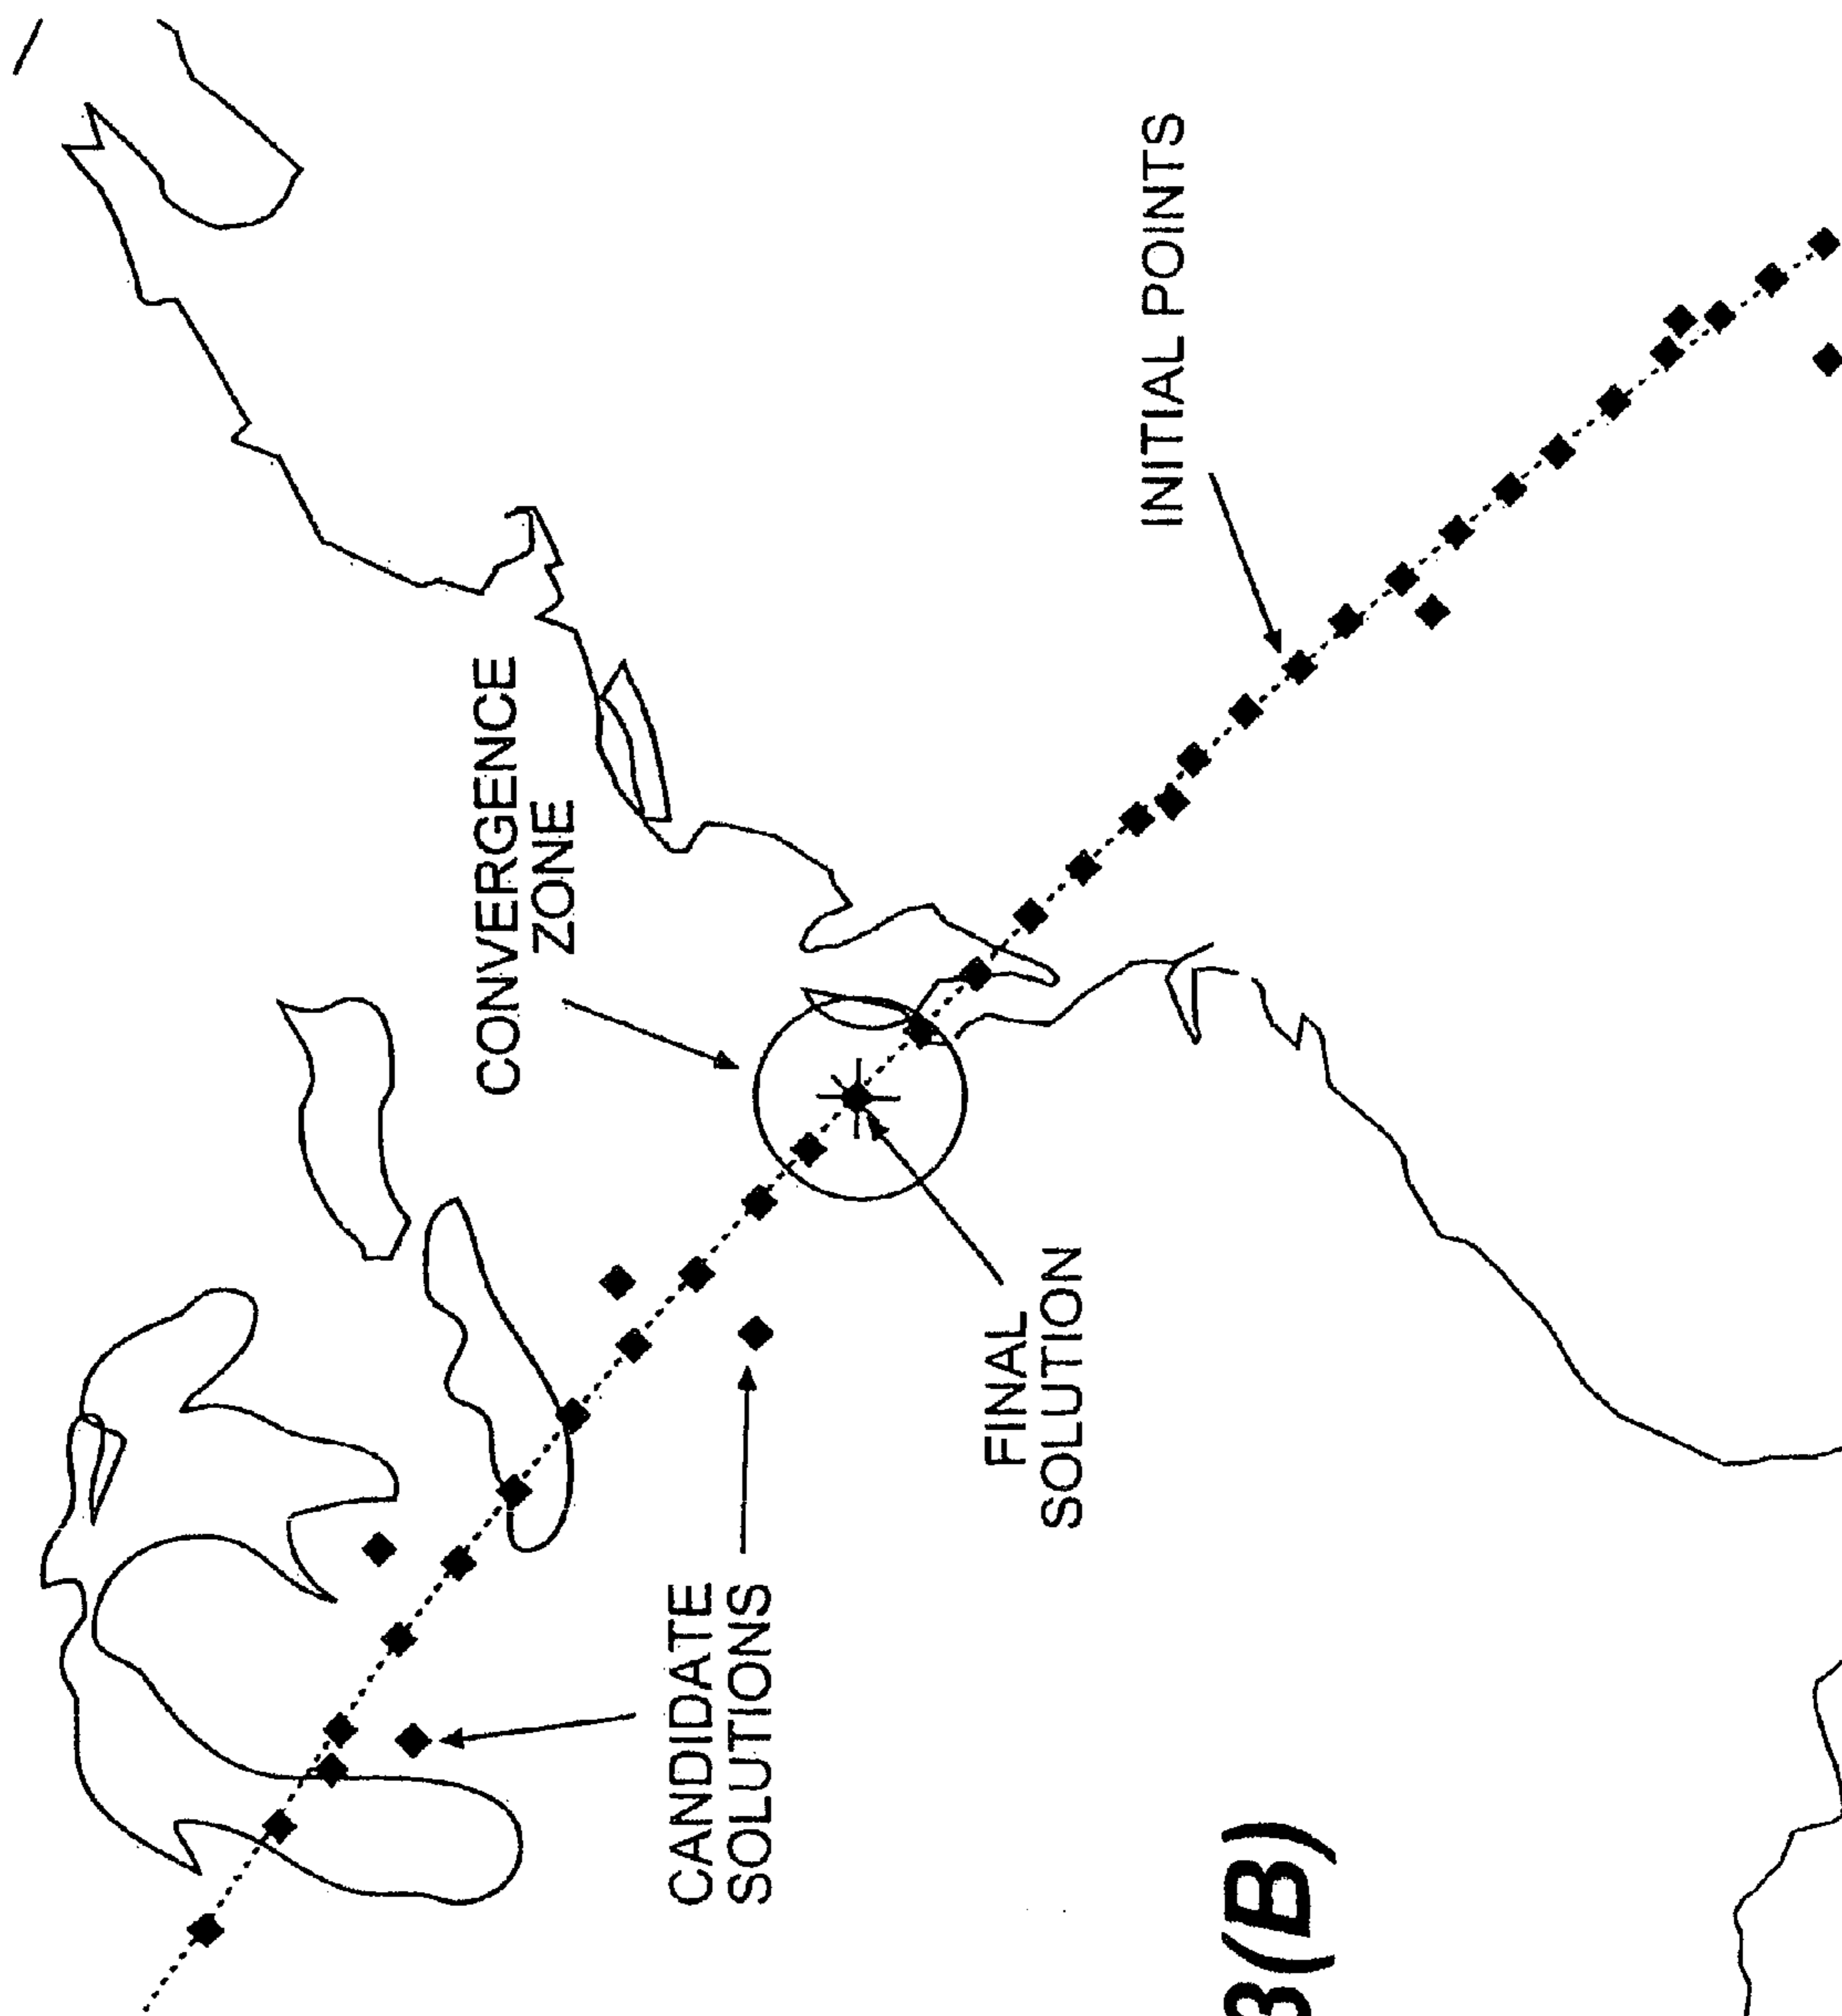 CONVERGENCE
ZONE
INITIAL POINTS
CANDIDATE
SOLUTIONS
FINAL
SOLUTION
3(B)